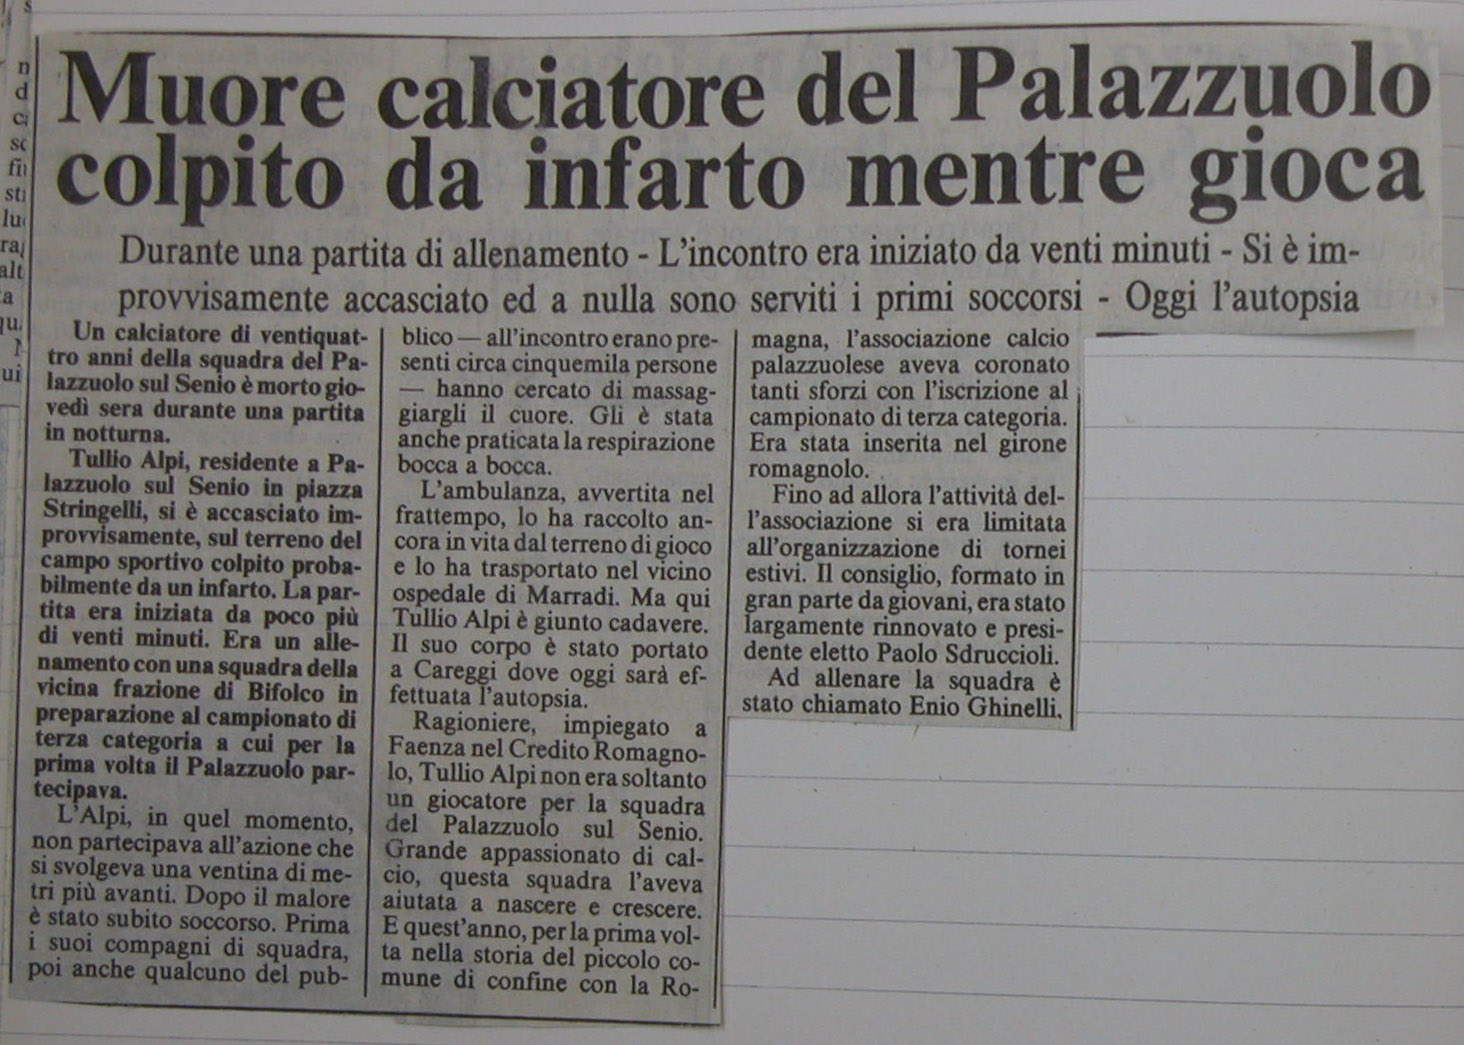 Muore calciatore del Palazzuolo
colpito da infarto mentre gioca
Durante una partita di allenamento - L'incontro era iniziato da venti minuti - Si è im-
provvisamente accasciato ed a nulla sono serviti i primi soccorsi - Oggi l'autopsia
Un calciatore di ventiquat-
tro anni della squadra del Pa-
lazzuolo sul Senio è morto gio-
vedì sera durante una partita
in notturna.
Tullio Alpi, residente a Pa-
lazzuolo sul Senio in piazza
Stringelli, si è accasciato im-
provvisamente, sul terreno del
campo sportivo colpito proba-
bilmente da un infarto. La par-
tita era iniziata da poco più
di venti minuti. Era un alle-
namento con una squadra della
vicina frazione di Bifolco in
preparazione al campionato di
terza categoria a cui per la
prima volta il Palazzuolo par-
tecipava.
L'Alpi, in quel momento,
non partecipava all'azione che
si svolgeva una ventina di me-
tri più avanti. Dopo il malore
è stato subito soccorso. Prima
i suoi compagni di squadra,
poi anche qualcuno del pub-
blico — all'incontro erano pre-
senti circa cinquemila persone
— hanno cercato di massag-
giargli il cuore. Gli è stata
anche praticata la respirazione
bocca a bocca.
L'ambulanza, avvertita nel
frattempo, lo ha raccolto an-
cora in vita dal terreno di gioco
e lo ha trasportato nel vicino
ospedale di Marradi. Ma qui
Tullio Alpi è giunto cadavere.
Il suo corpo è stato portato
a Careggi dove oggi sarà ef-
fettuata l'autopsia.
Ragioniere, impiegato a
Faenza nel Credito Romagno-
lo, Tullio Alpi non era soltanto
un giocatore per la squadra
del Palazzuolo sul Senio.
Grande appassionato di cal-
cio, questa squadra l'aveva
aiutata a nascere e crescere.
E quest'anno, per la prima vol-
ta nella storia del piccolo co-
mune di confine con la Ro-
magna, l'associazione calcio
palazzuolese aveva coronato
tanti sforzi con l'iscrizione al
campionato di terza categoria.
Era stata inserita nel girone
romagnolo.
Fino ad allora l'attività del-
l'associazione si era limitata
all'organizzazione di tornei
estivi. Il consiglio, formato in
gran parte da giovani, era stato
largamente rinnovato e presi-
dente eletto Paolo Sdruccioli.
Ad allenare la squadra è
stato chiamato Enio Ghinelli.